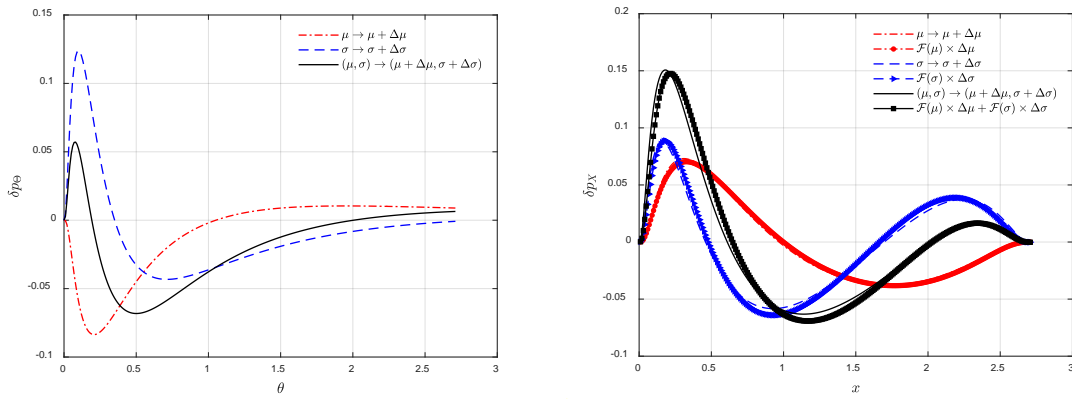 0.15
0.1
0.05
0
-0.05
-0.1
δp_Θ
0 0.5 1 1.5 2 2.5 3
θ
μ → μ + Δμ
σ → σ + Δσ
(μ, σ) → (μ + Δμ, σ + Δσ)
0.2
0.15
0.1
0.05
0
-0.05
-0.1
δp_X
0 0.5 1 1.5 2 2.5 3
x
μ → μ + Δμ
ℱ(μ) × Δμ
σ → σ + Δσ
ℱ(σ) × Δσ
(μ, σ) → (μ + Δμ, σ + Δσ)
ℱ(μ) × Δμ + ℱ(σ) × Δσ